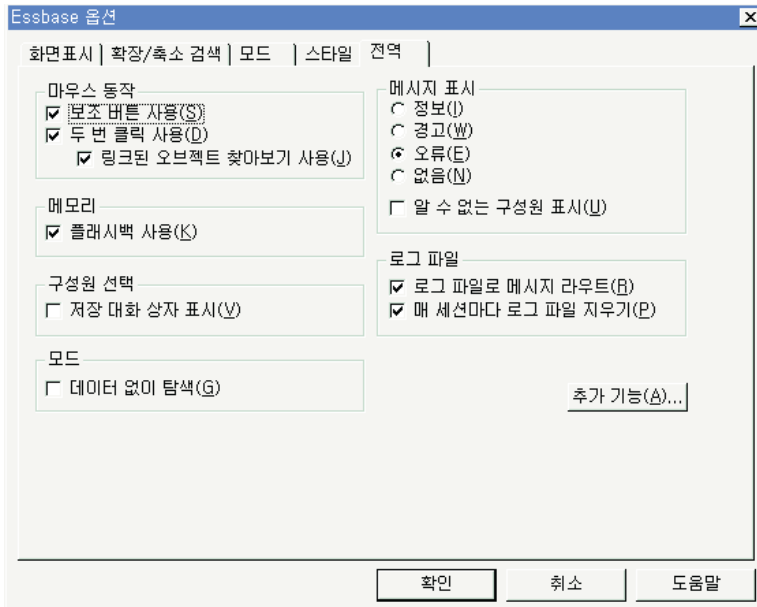 Essbase 옵션
화면표시 확장/축소 검색 모드 스타일 전역
마우스 동작
보조 버튼 사용(S)
두 번 클릭 사용(D)
링크된 오브젝트 찾아보기 사용(J)
메모리
플래시백 사용(K)
구성원 선택
저장 대화 상자 표시(V)
모드
데이터 없이 탐색(G)
메시지 표시
정보(I)
경고(W)
오류(E)
없음(N)
알 수 없는 구성원 표시(U)
로그 파일
로그 파일로 메시지 라우트(R)
매 세션마다 로그 파일 지우기(P)
추가 기능(A)...
확인 취소 도움말